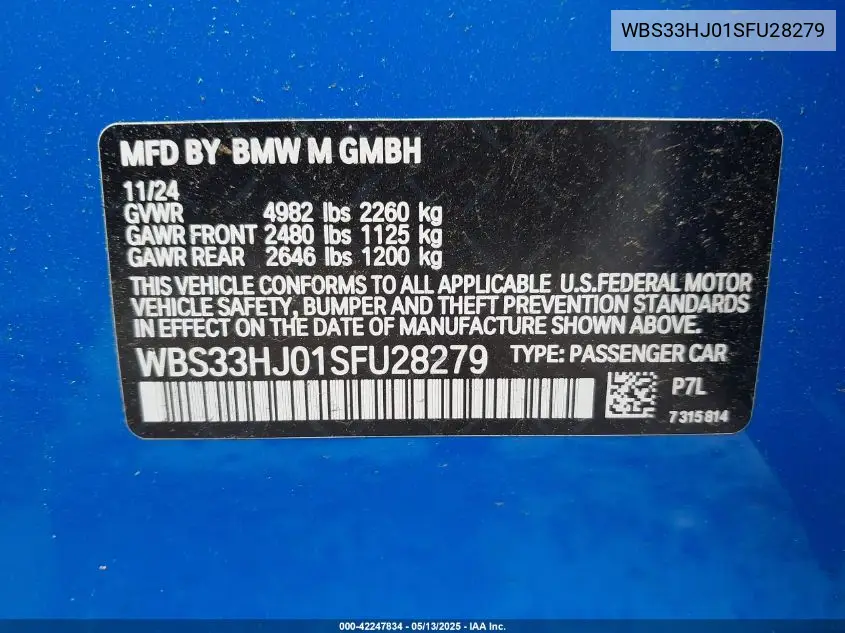 WBS33HJ01SFU28279
MFD BY BMW M GMBH
11/24
GVWR 4982 lbs 2260 kg
GAWR FRONT 2480 lbs 1125 kg
GAWR REAR 2646 lbs 1200 kg
THIS VEHICLE CONFORMS TO ALL APPLICABLE U.S.FEDERAL MOTOR
VEHICLE SAFETY, BUMPER AND THEFT PREVENTION STANDARDS
IN EFFECT ON THE DATE OF MANUFACTURE SHOWN ABOVE.
WBS33HJ01SFU28279 TYPE: PASSENGER CAR
P7L
7315814
000-42247834 - 05/13/2025 - IAA Inc.